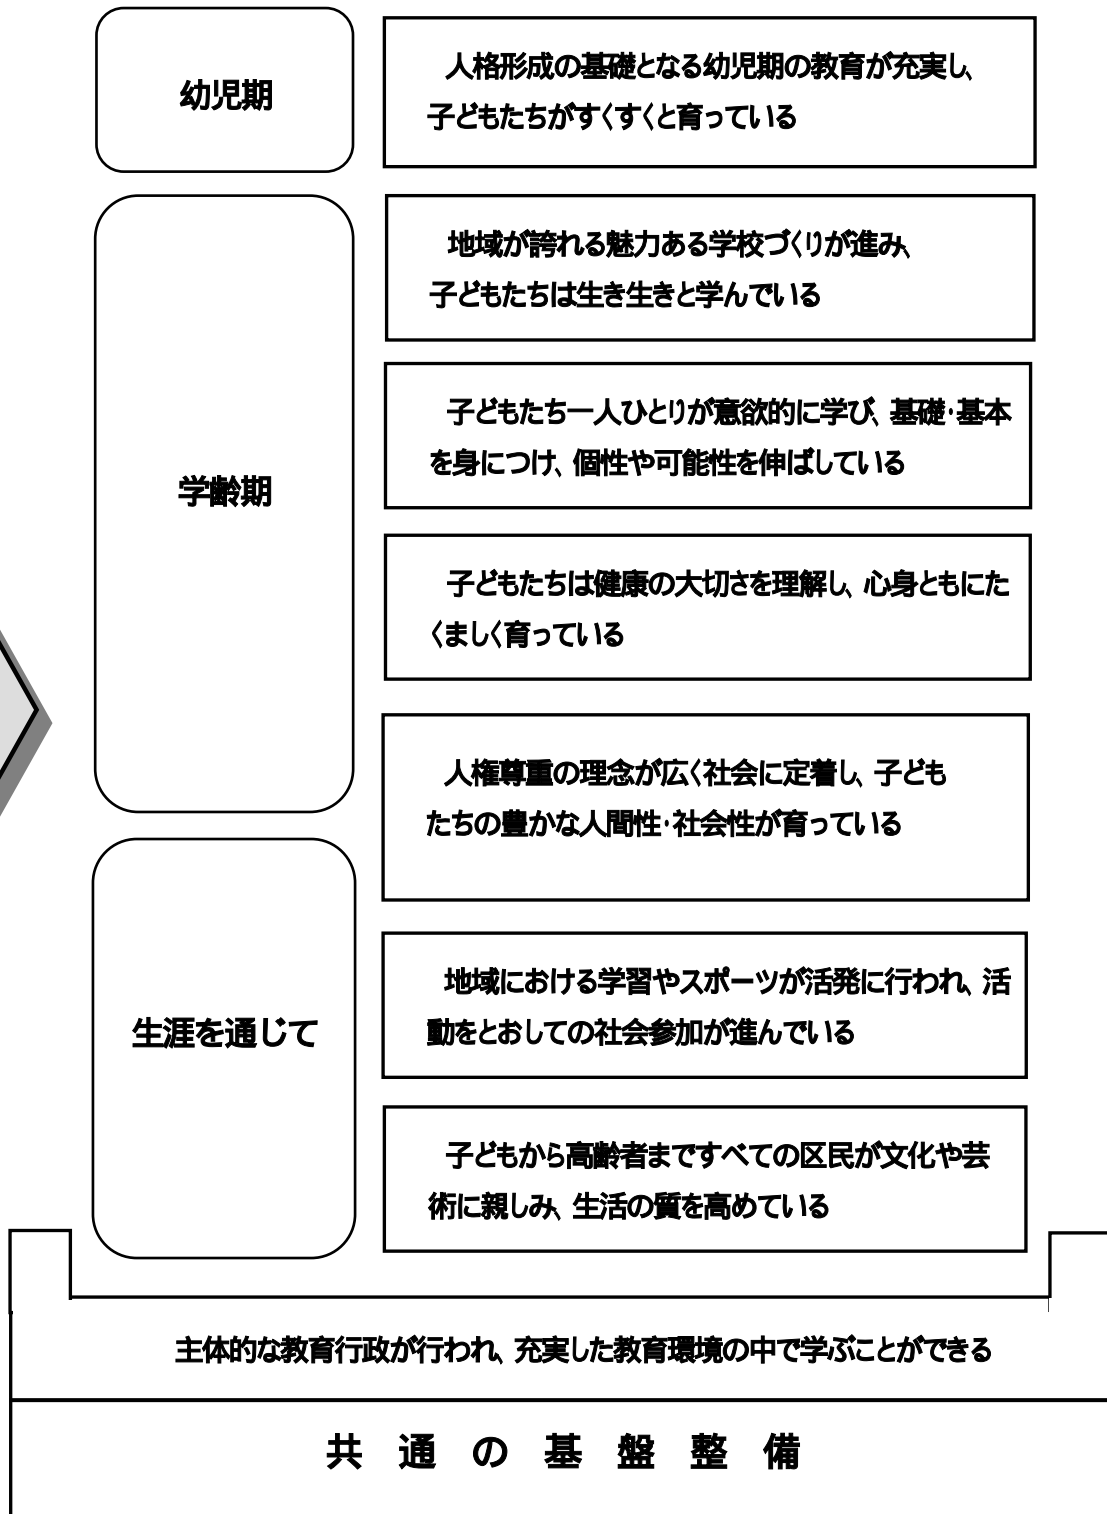 幼児期
人格形成の基礎となる幼児期の教育が充実し、
子どもたちがすくすくと育っている
学齢期
地域が誇れる魅力ある学校づくりが進み、
子どもたちは生き生きと学んでいる
子どもたち一人ひとりが意欲的に学び、基礎・基本
を身につけ、個性や可能性を伸ばしている
子どもたちは健康の大切さを理解し、心身ともにた
くましく育っている
人権尊重の理念が広く社会に定着し、子ども
たちの豊かな人間性・社会性が育っている
生涯を通じて
地域における学習やスポーツが活発に行われ、活
動をとおしての社会参加が進んでいる
子どもから高齢者まですべての区民が文化や芸
術に親しみ、生活の質を高めている
主体的な教育行政が行われ、充実した教育環境の中で学ぶことができる
共通の基盤整備